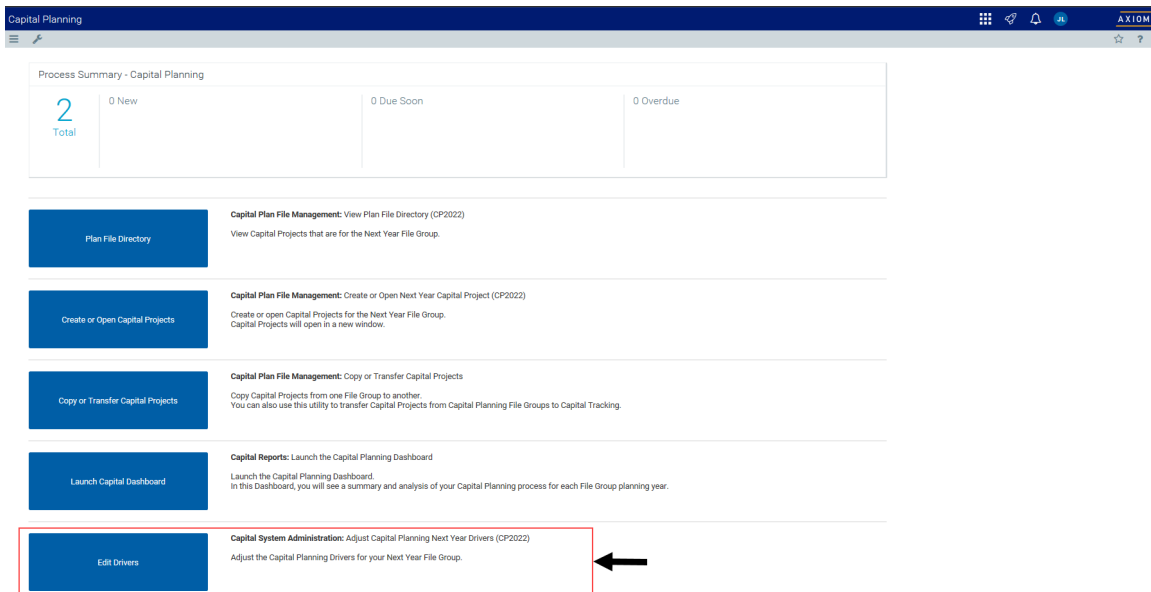 Capital Planning
JL
AXIOM
?
Process Summary - Capital Planning
2
Total
0 New
0 Due Soon
0 Overdue
Plan File Directory
Capital Plan File Management: View Plan File Directory (CP2022)
View Capital Projects that are for the Next Year File Group.
Create or Open Capital Projects
Capital Plan File Management: Create or Open Next Year Capital Project (CP2022)
Create or open Capital Projects for the Next Year File Group.
Capital Projects will open in a new window.
Copy or Transfer Capital Projects
Capital Plan File Management: Copy or Transfer Capital Projects
Copy Capital Projects from one File Group to another.
You can also use this utility to transfer Capital Projects from Capital Planning File Groups to Capital Tracking.
Launch Capital Dashboard
Capital Reports: Launch the Capital Planning Dashboard
Launch the Capital Planning Dashboard.
In this Dashboard, you will see a summary and analysis of your Capital Planning process for each File Group planning year.
Edit Drivers
Capital System Administration: Adjust Capital Planning Next Year Drivers (CP2022)
Adjust the Capital Planning Drivers for your Next Year File Group.